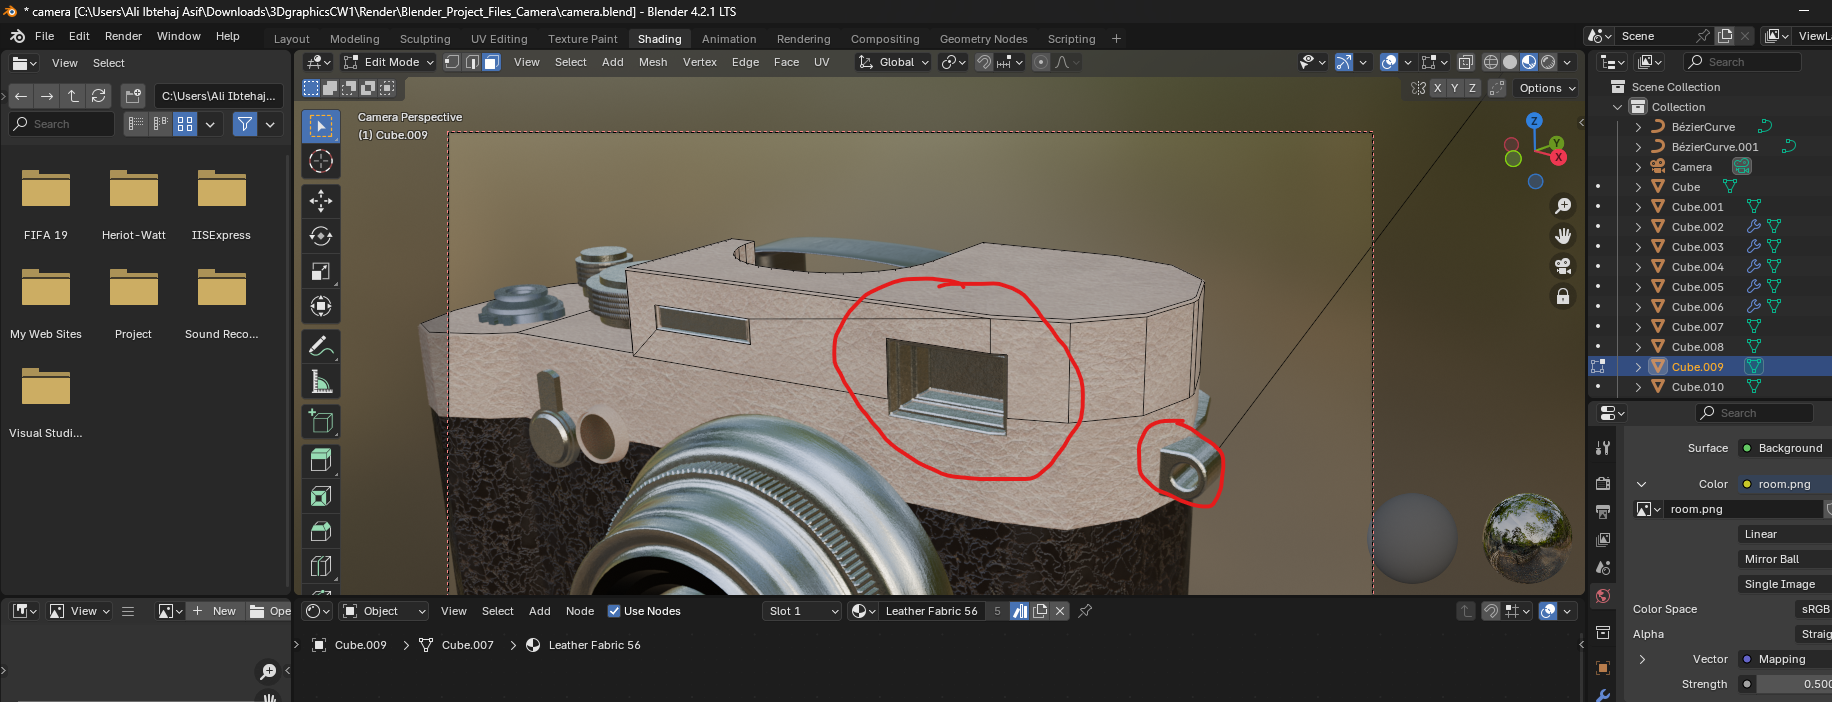 * camera [C:\Users\Ali Ibtehaj Asif\Downloads\3DgraphicsCW1\Render\Blender_Project_Files_Camera\camera.blend] - Blender 4.2.1 LTS
File Edit Render Window Help
Layout Modeling Sculpting UV Editing Texture Paint Shading Animation Rendering Compositing Geometry Nodes Scripting +
Scene
ViewLa
View Select
Edit Mode
View Select Add Mesh Vertex Edge Face UV
Global
Search
C:\Users\Ali Ibtehaj...
X Y Z
Options
Search
Camera Perspective
(1) Cube.009
Z
Y
X
FIFA 19
Heriot-Watt
IISExpress
My Web Sites
Project
Sound Reco...
Visual Studi...
Scene Collection
Collection
BézierCurve
BézierCurve.001
Camera
Cube
Cube.001
Cube.002
Cube.003
Cube.004
Cube.005
Cube.006
Cube.007
Cube.008
Cube.009
Cube.010
Search
Surface Background
Color room.png
room.png
Linear
Mirror Ball
Single Image
Color Space sRGB
Alpha Straig
Vector Mapping
Strength 0.500
View
New
Ope
Object
View Select Add Node Use Nodes
Slot 1
Leather Fabric 56
5
Cube.009 > Cube.007 > Leather Fabric 56